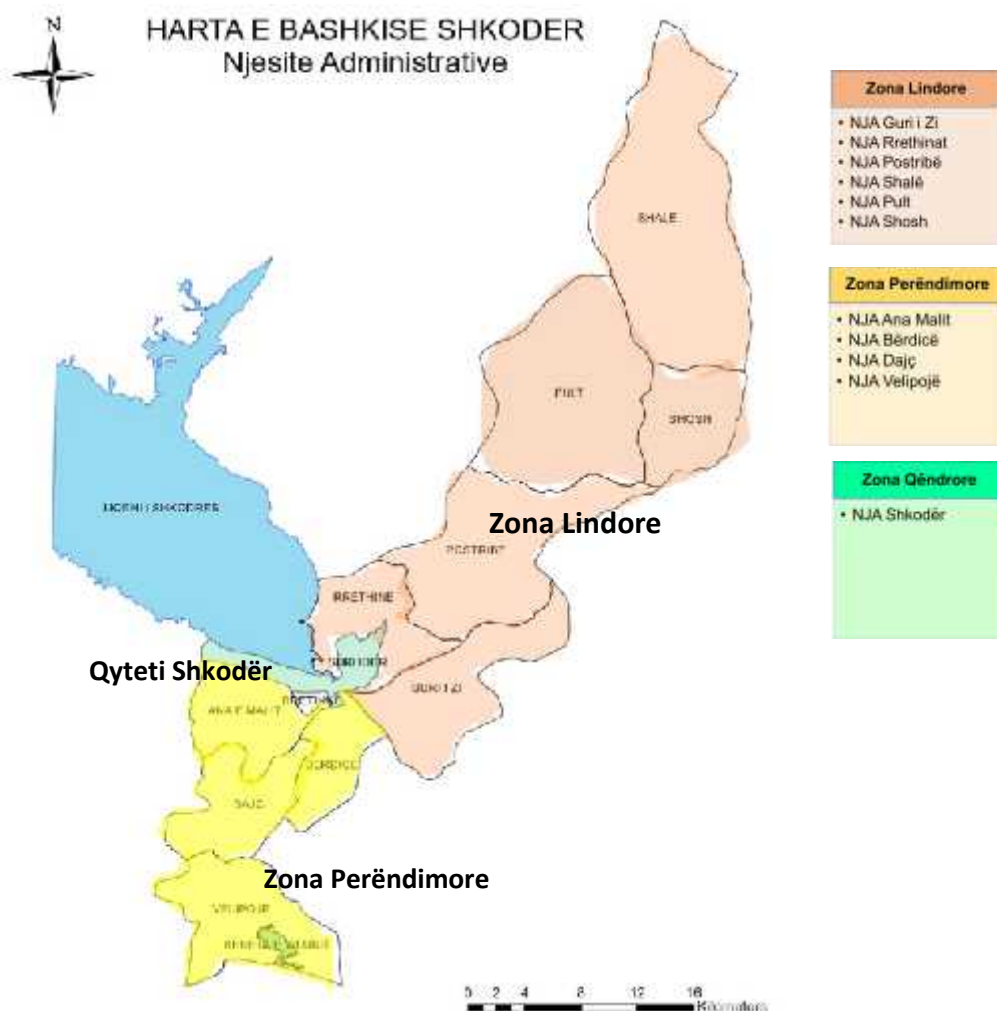 N
HARTA E BASHKISE SHKODER
Njesite Administrative
Zona Lindore
• NJA Guri i Zi
• NJA Rrethinat
• NJA Postribë
• NJA Shalë
• NJA Pult
• NJA Shosh
Zona Perëndimore
• NJA Ana Malit
• NJA Bërdicë
• NJA Dajç
• NJA Velipojë
Zona Qëndrore
• NJA Shkodër
SHALE
PULT
SHOSH
LIQENI I SHKODRES
Zona Lindore
POSTRIBE
RRETHINE
SHKODER
Qyteti Shkodër
GURI I ZI
RRETHINE
ANA E MALIT
BERDICE
DAJC
Zona Perëndimore
VELIPOJE
0 2 4 8 12 16
Kilometers